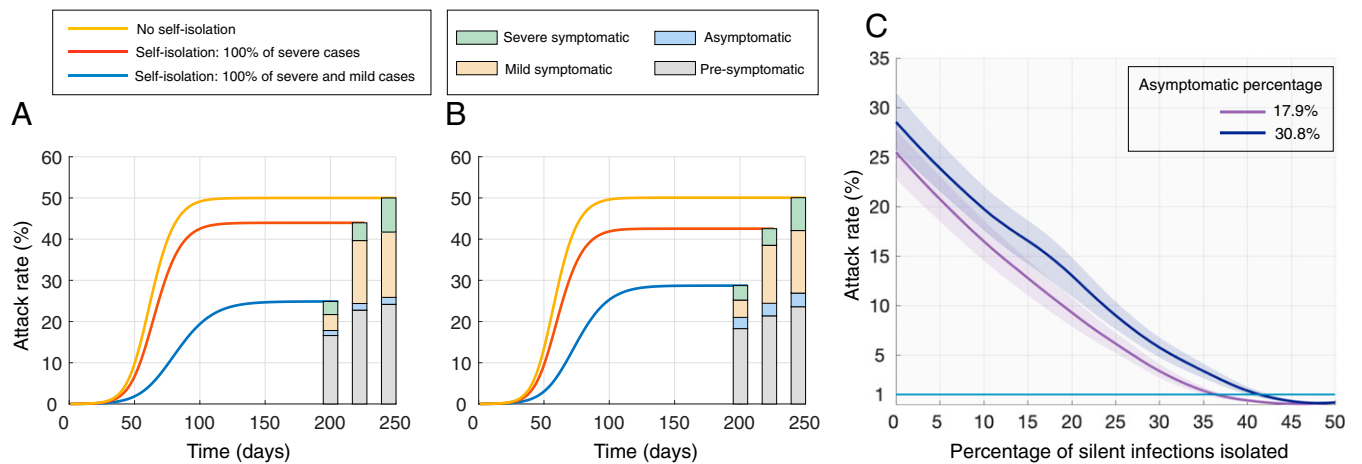 No self-isolation
Self-isolation: 100% of severe cases
Self-isolation: 100% of severe and mild cases
Severe symptomatic
Asymptomatic
Mild symptomatic
Pre-symptomatic
A
60
50
40
30
20
10
0
Attack rate (%)
0 50 100 150 200 250
Time (days)
B
60
50
40
30
20
10
0
0 50 100 150 200 250
Time (days)
C
35
30
25
20
15
10
5
1
Attack rate (%)
Asymptomatic percentage
17.9%
30.8%
0 5 10 15 20 25 30 35 40 45 50
Percentage of silent infections isolated